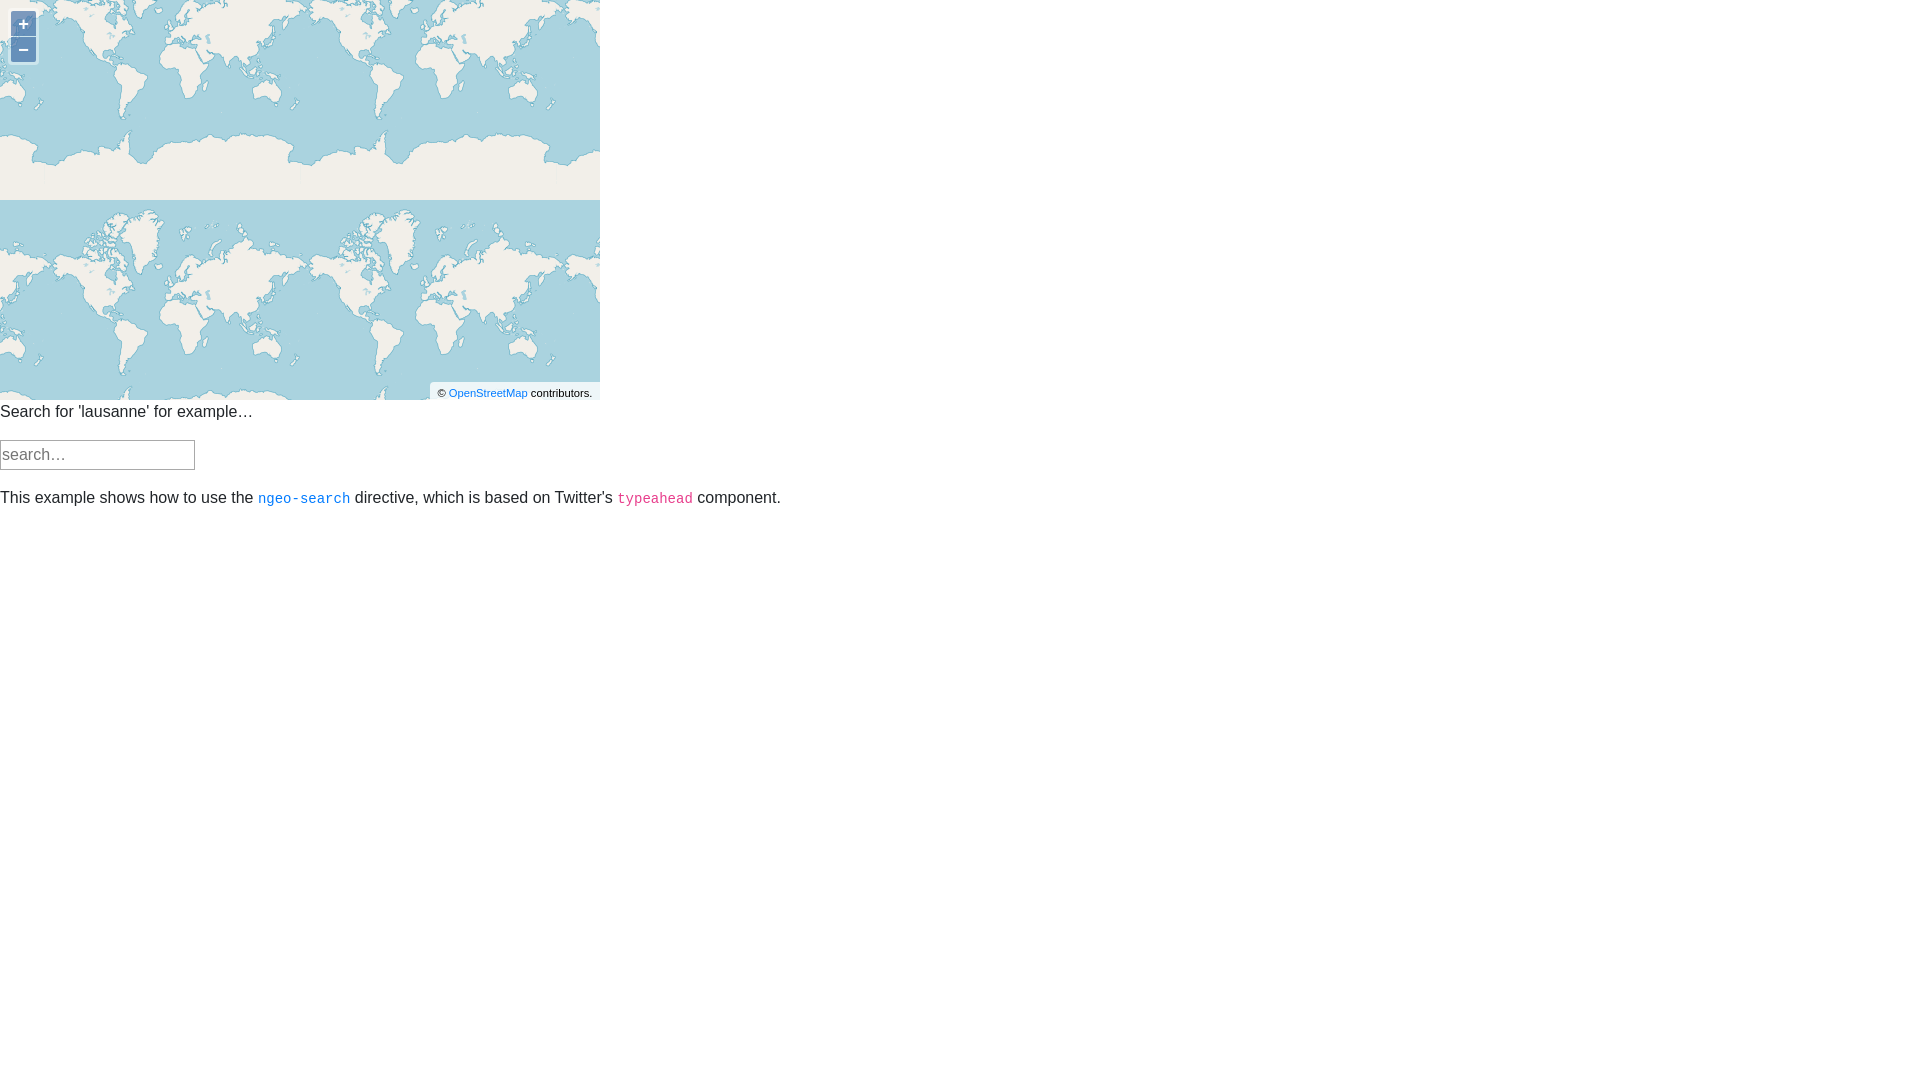 +
−
© OpenStreetMap contributors.
Search for 'lausanne' for example…
search…
This example shows how to use the ngeo-search directive, which is based on Twitter's typeahead component.